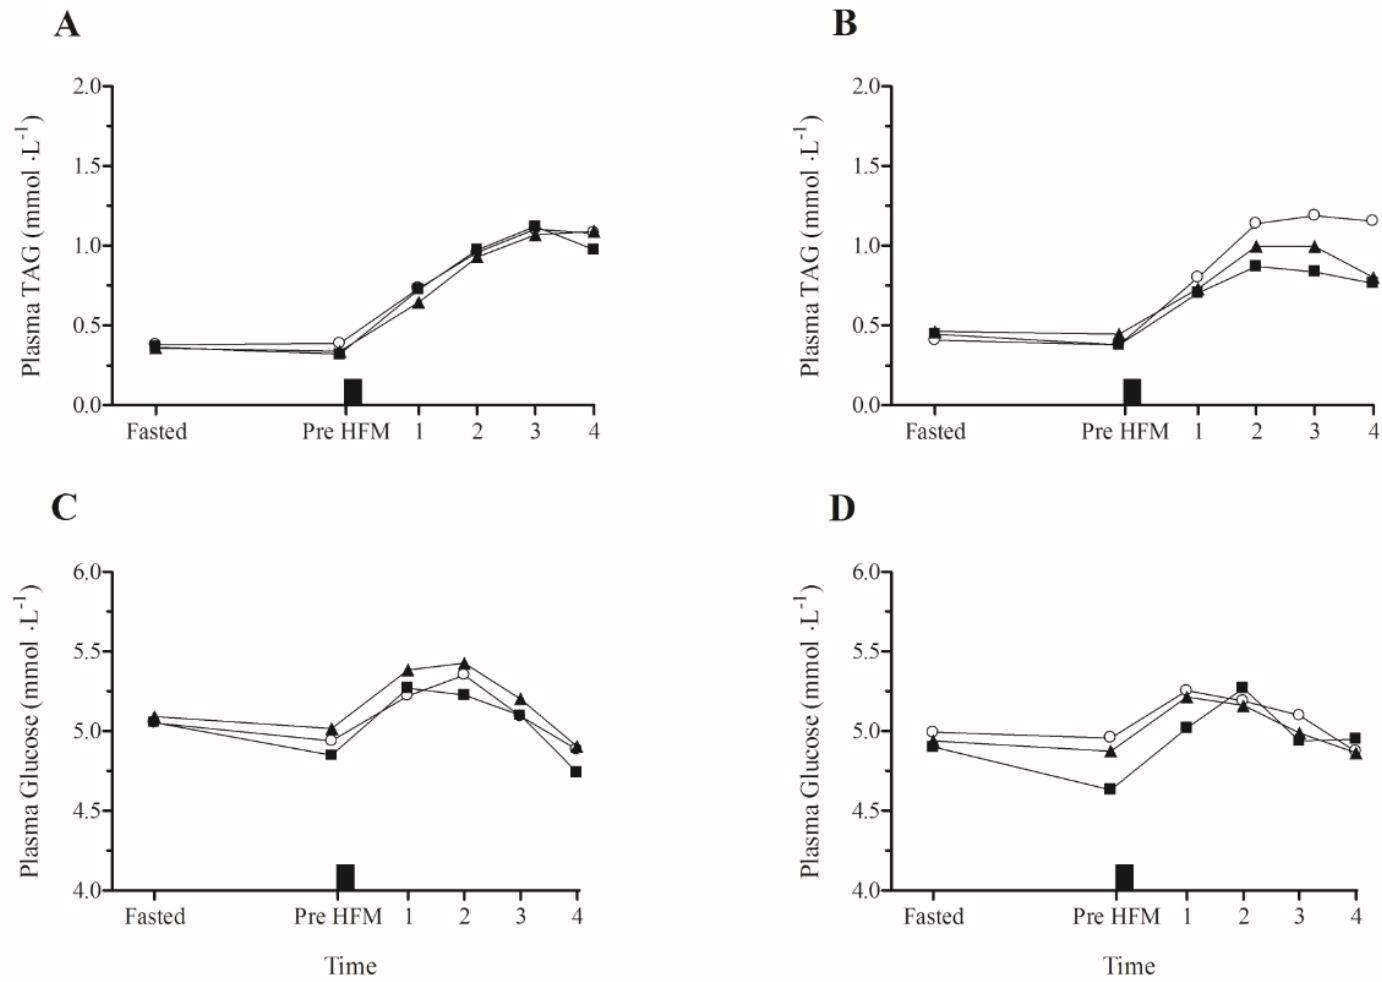 A
Plasma TAG (mmol ·L⁻¹)
2.0
1.5
1.0
0.5
0.0
Fasted Pre HFM 1 2 3 4
B
Plasma TAG (mmol ·L⁻¹)
2.0
1.5
1.0
0.5
0.0
Fasted Pre HFM 1 2 3 4
C
Plasma Glucose (mmol ·L⁻¹)
6.0
5.5
5.0
4.5
4.0
Fasted Pre HFM 1 2 3 4
Time
D
Plasma Glucose (mmol ·L⁻¹)
6.0
5.5
5.0
4.5
4.0
Fasted Pre HFM 1 2 3 4
Time